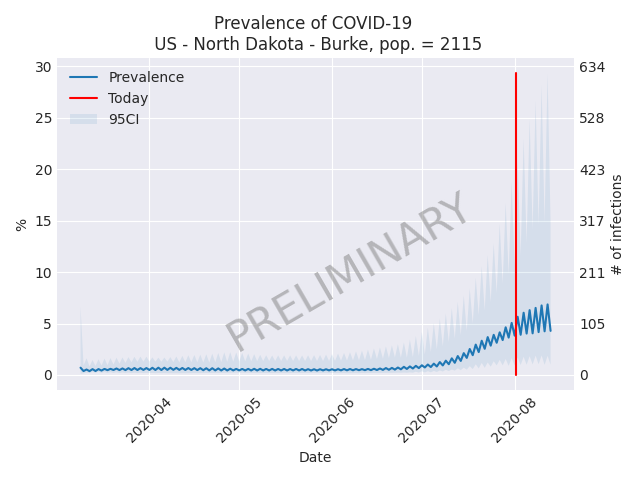 Prevalence of COVID-19
US - North Dakota - Burke, pop. = 2115
Prevalence
Today
95CI
30
25
20
15
10
5
0
%
634
528
423
317
211
105
0
# of infections
PRELIMINARY
2020-04
2020-05
2020-06
2020-07
2020-08
Date